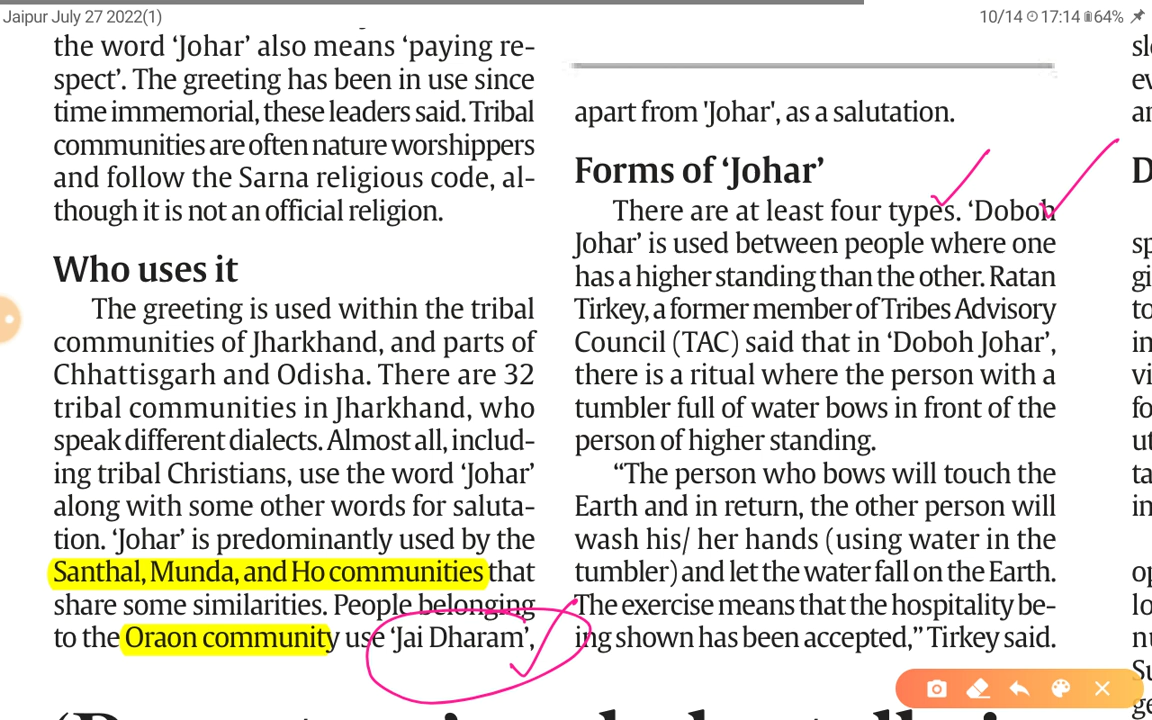 Jaipur July 27 2022(1)
10/14 17:14 64%
the word ‘Johar’ also means ‘paying re-
spect’. The greeting has been in use since
time immemorial, these leaders said. Tribal
communities are often nature worshippers
and follow the Sarna religious code, al-
though it is not an official religion.
Who uses it
The greeting is used within the tribal
communities of Jharkhand, and parts of
Chhattisgarh and Odisha. There are 32
tribal communities in Jharkhand, who
speak different dialects. Almost all, includ-
ing tribal Christians, use the word ‘Johar’
along with some other words for saluta-
tion. ‘Johar’ is predominantly used by the
Santhal, Munda, and Ho communities that
share some similarities. People belonging
to the Oraon community use ‘Jai Dharam’,
apart from 'Johar', as a salutation.
Forms of ‘Johar’
There are at least four types. ‘Doboh
Johar’ is used between people where one
has a higher standing than the other. Ratan
Tirkey, a former member of Tribes Advisory
Council (TAC) said that in ‘Doboh Johar’,
there is a ritual where the person with a
tumbler full of water bows in front of the
person of higher standing.
“The person who bows will touch the
Earth and in return, the other person will
wash his/ her hands (using water in the
tumbler) and let the water fall on the Earth.
The exercise means that the hospitality be-
ing shown has been accepted,” Tirkey said.